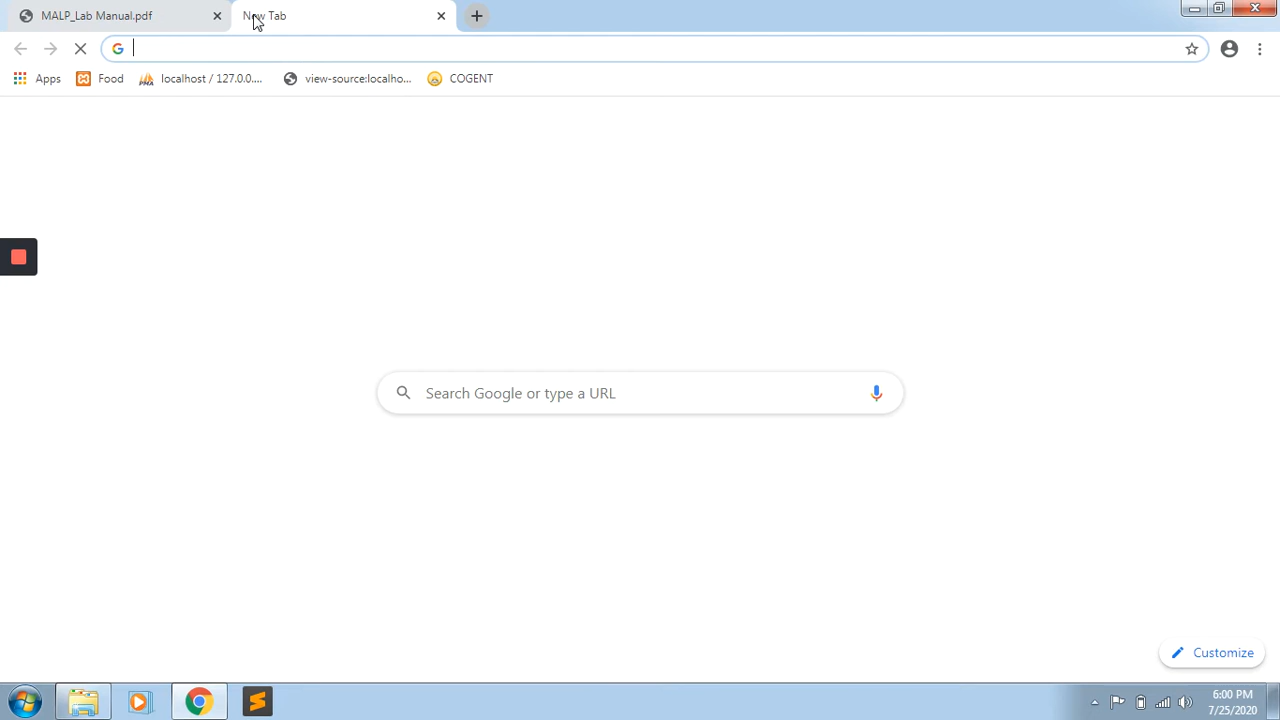 MALP_Lab Manual.pdf
New Tab
Apps
Food
localhost / 127.0.0....
view-source:localho...
COGENT
Search Google or type a URL
Customize
6:00 PM
7/25/2020